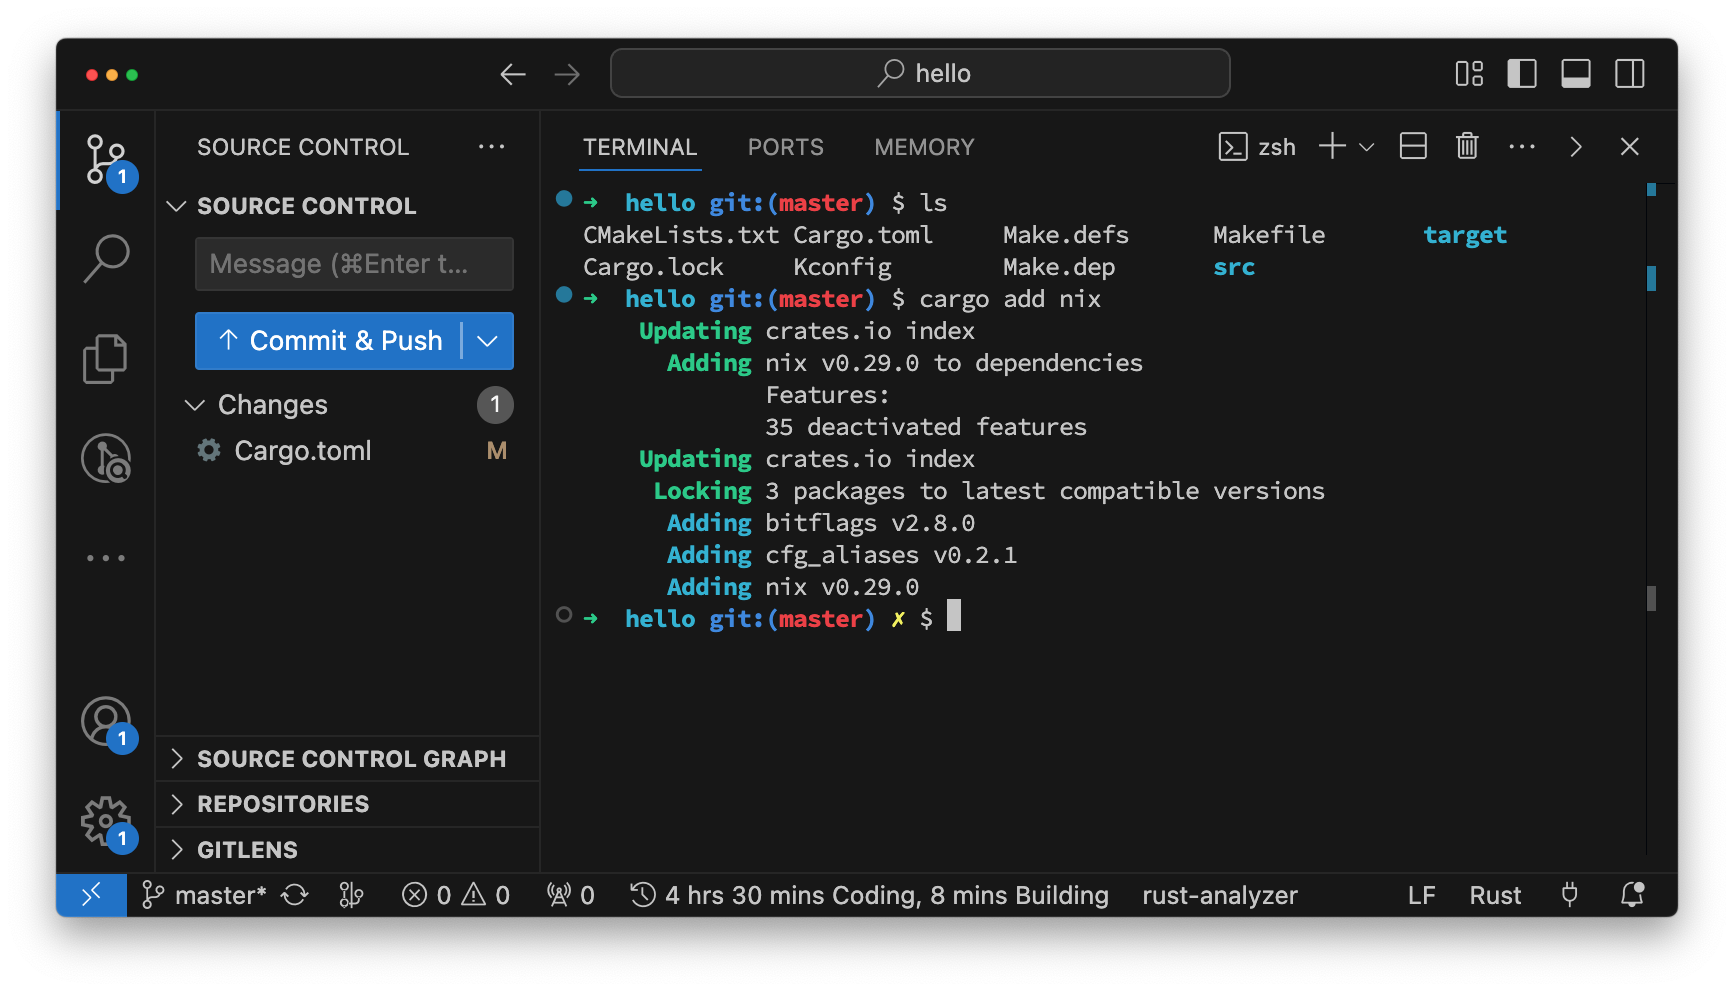 hello
SOURCE CONTROL ···
SOURCE CONTROL
Message (⌘Enter t...
↑ Commit & Push
Changes 1
Cargo.toml M
SOURCE CONTROL GRAPH
REPOSITORIES
GITLENS
1
1
1
TERMINAL PORTS MEMORY zsh
➜ hello git:(master) $ ls
CMakeLists.txt Cargo.toml Make.defs Makefile target
Cargo.lock Kconfig Make.dep src
➜ hello git:(master) $ cargo add nix
Updating crates.io index
Adding nix v0.29.0 to dependencies
Features:
35 deactivated features
Updating crates.io index
Locking 3 packages to latest compatible versions
Adding bitflags v2.8.0
Adding cfg_aliases v0.2.1
Adding nix v0.29.0
➜ hello git:(master) ✗ $
master* 0 0 0 4 hrs 30 mins Coding, 8 mins Building rust-analyzer LF Rust